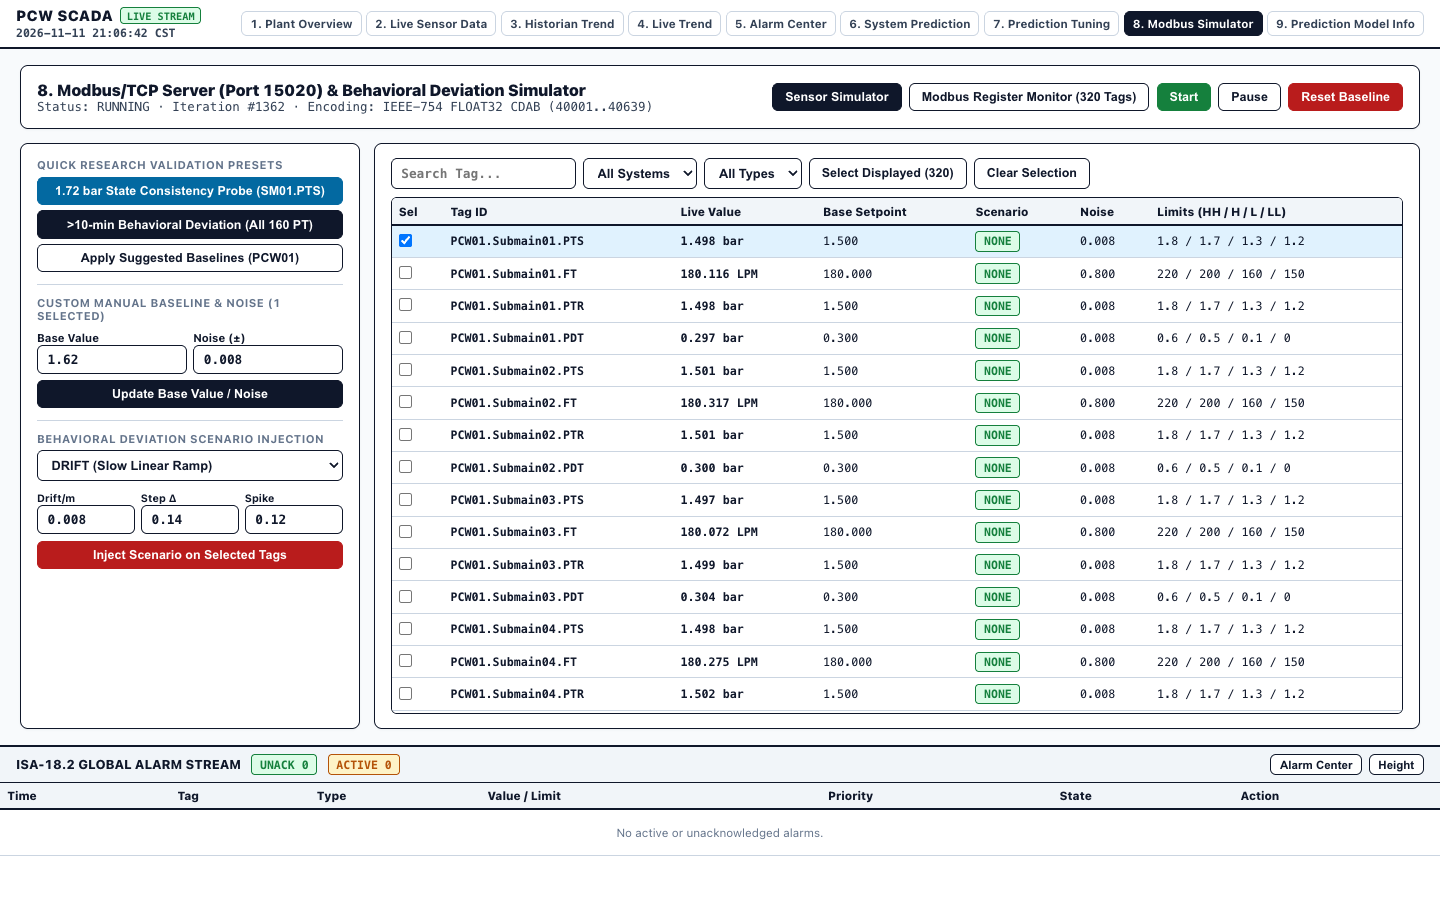 PCW SCADA LIVE STREAM
2026-11-11 21:06:42 CST
1. Plant Overview
2. Live Sensor Data
3. Historian Trend
4. Live Trend
5. Alarm Center
6. System Prediction
7. Prediction Tuning
8. Modbus Simulator
9. Prediction Model Info
8. Modbus/TCP Server (Port 15020) & Behavioral Deviation Simulator
Status: RUNNING · Iteration #1362 · Encoding: IEEE-754 FLOAT32 CDAB (40001..40639)
Sensor Simulator
Modbus Register Monitor (320 Tags)
Start
Pause
Reset Baseline
QUICK RESEARCH VALIDATION PRESETS
1.72 bar State Consistency Probe (SM01.PTS)
>10-min Behavioral Deviation (All 160 PT)
Apply Suggested Baselines (PCW01)
CUSTOM MANUAL BASELINE & NOISE (1
SELECTED)
Base Value Noise (±)
1.62 0.008
Update Base Value / Noise
BEHAVIORAL DEVIATION SCENARIO INJECTION
DRIFT (Slow Linear Ramp)
Drift/m Step Δ Spike
0.008 0.14 0.12
Inject Scenario on Selected Tags
Search Tag... All Systems All Types Select Displayed (320) Clear Selection
Sel Tag ID Live Value Base Setpoint Scenario Noise Limits (HH / H / L / LL)
PCW01.Submain01.PTS 1.498 bar 1.500 NONE 0.008 1.8 / 1.7 / 1.3 / 1.2
PCW01.Submain01.FT 180.116 LPM 180.000 NONE 0.800 220 / 200 / 160 / 150
PCW01.Submain01.PTR 1.498 bar 1.500 NONE 0.008 1.8 / 1.7 / 1.3 / 1.2
PCW01.Submain01.PDT 0.297 bar 0.300 NONE 0.008 0.6 / 0.5 / 0.1 / 0
PCW01.Submain02.PTS 1.501 bar 1.500 NONE 0.008 1.8 / 1.7 / 1.3 / 1.2
PCW01.Submain02.FT 180.317 LPM 180.000 NONE 0.800 220 / 200 / 160 / 150
PCW01.Submain02.PTR 1.501 bar 1.500 NONE 0.008 1.8 / 1.7 / 1.3 / 1.2
PCW01.Submain02.PDT 0.300 bar 0.300 NONE 0.008 0.6 / 0.5 / 0.1 / 0
PCW01.Submain03.PTS 1.497 bar 1.500 NONE 0.008 1.8 / 1.7 / 1.3 / 1.2
PCW01.Submain03.FT 180.072 LPM 180.000 NONE 0.800 220 / 200 / 160 / 150
PCW01.Submain03.PTR 1.499 bar 1.500 NONE 0.008 1.8 / 1.7 / 1.3 / 1.2
PCW01.Submain03.PDT 0.304 bar 0.300 NONE 0.008 0.6 / 0.5 / 0.1 / 0
PCW01.Submain04.PTS 1.498 bar 1.500 NONE 0.008 1.8 / 1.7 / 1.3 / 1.2
PCW01.Submain04.FT 180.275 LPM 180.000 NONE 0.800 220 / 200 / 160 / 150
PCW01.Submain04.PTR 1.502 bar 1.500 NONE 0.008 1.8 / 1.7 / 1.3 / 1.2
ISA-18.2 GLOBAL ALARM STREAM UNACK 0 ACTIVE 0 Alarm Center Height
Time Tag Type Value / Limit Priority State Action
No active or unacknowledged alarms.